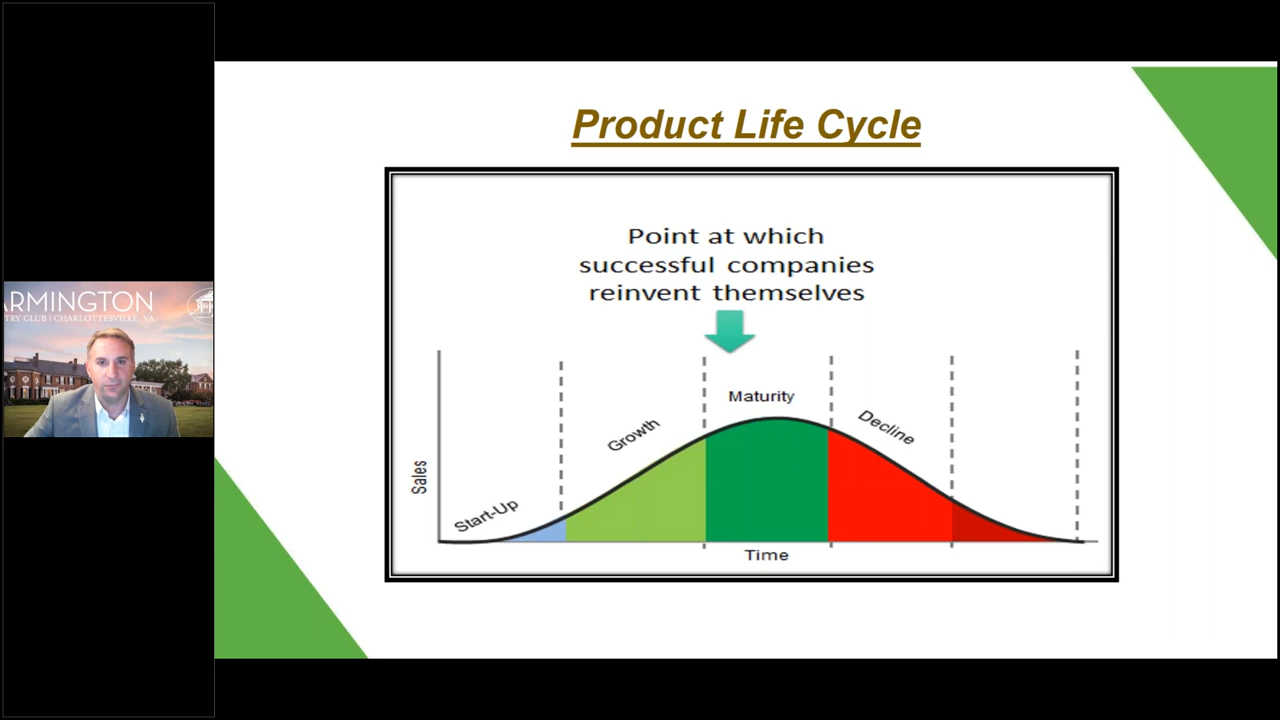 Product Life Cycle
Point at which
successful companies
reinvent themselves
Maturity
Growth
Decline
Sales
Start-Up
Time
ARMINGTON
TRY CLUB | CHARLOTTESVILLE, VA